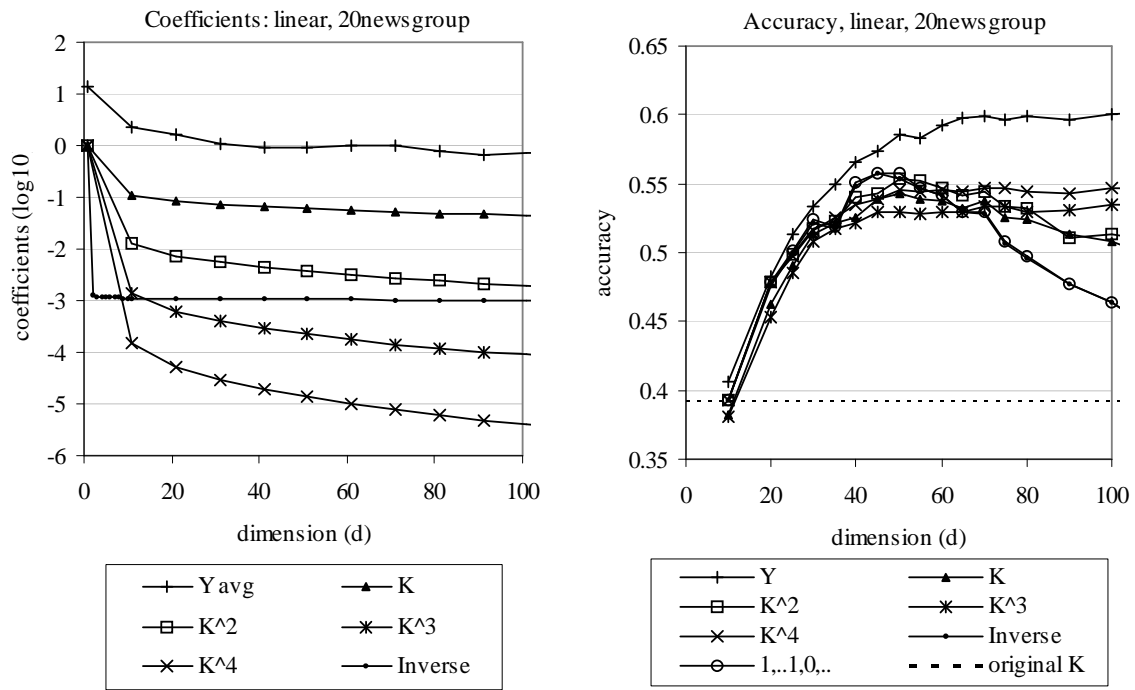 Coefficients: linear, 20newsgroup
2
1
0
-1
-2
-3
-4
-5
-6
coefficients (log10
0 20 40 60 80 100
dimension (d)
Y avg K
K^2 K^3
K^4 Inverse
Accuracy, linear, 20newsgroup
0.65
0.6
0.55
0.5
0.45
0.4
0.35
accuracy
0 20 40 60 80 100
dimension (d)
Y K
K^2 K^3
K^4 Inverse
1,..1,0,.. original K